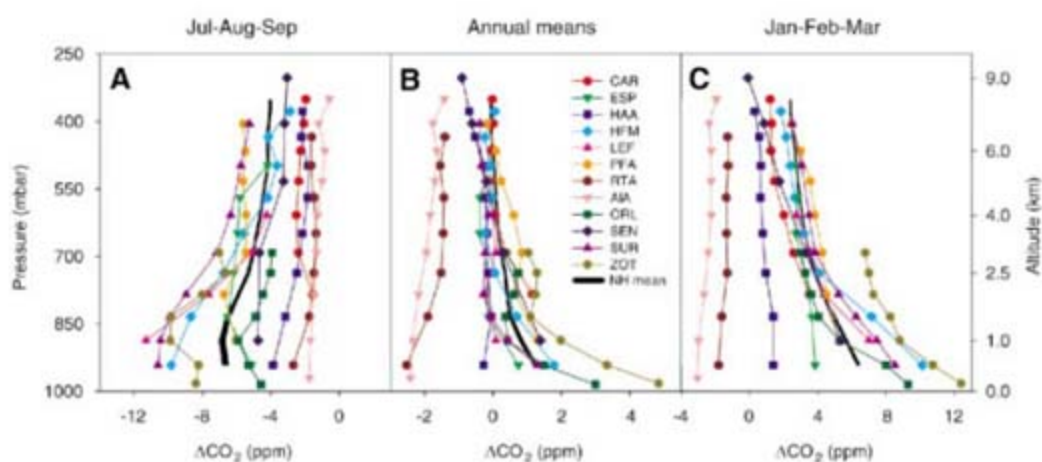 Jul-Aug-Sep
Annual means
Jan-Feb-Mar
A
B
C
Pressure (mbar)
250
400
550
700
850
1000
CAR
ESP
HAA
HFM
LEF
PFA
RTA
AIA
ORL
SEN
SUR
ZOT
NH mean
9.0
6.0
4.0
2.5
1.0
0.0
Altitude (km)
-12 -8 -4 0
-2 0 2 4
-4 0 4 8 12
ΔCO2 (ppm)
ΔCO2 (ppm)
ΔCO2 (ppm)